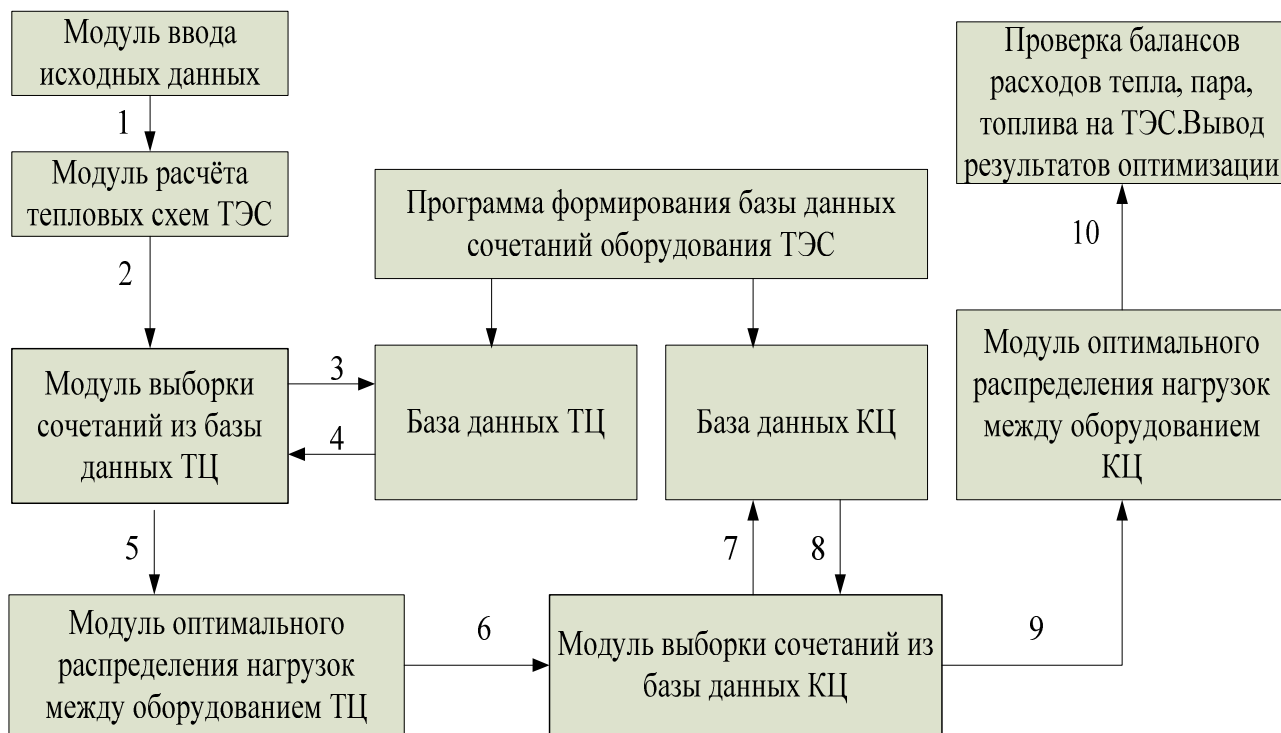 Модуль ввода
исходных данных
1
Модуль расчёта
тепловых схем ТЭС
2
Модуль выборки
сочетаний из базы
данных ТЦ
3
4
Программа формирования базы данных
сочетаний оборудования ТЭС
База данных ТЦ
База данных КЦ
5
Модуль оптимального
распределения нагрузок
между оборудованием ТЦ
6
7
8
Модуль выборки сочетаний из
базы данных КЦ
9
Модуль оптимального
распределения нагрузок
между оборудованием
КЦ
10
Проверка балансов
расходов тепла, пара,
топлива на ТЭС.Вывод
результатов оптимизации